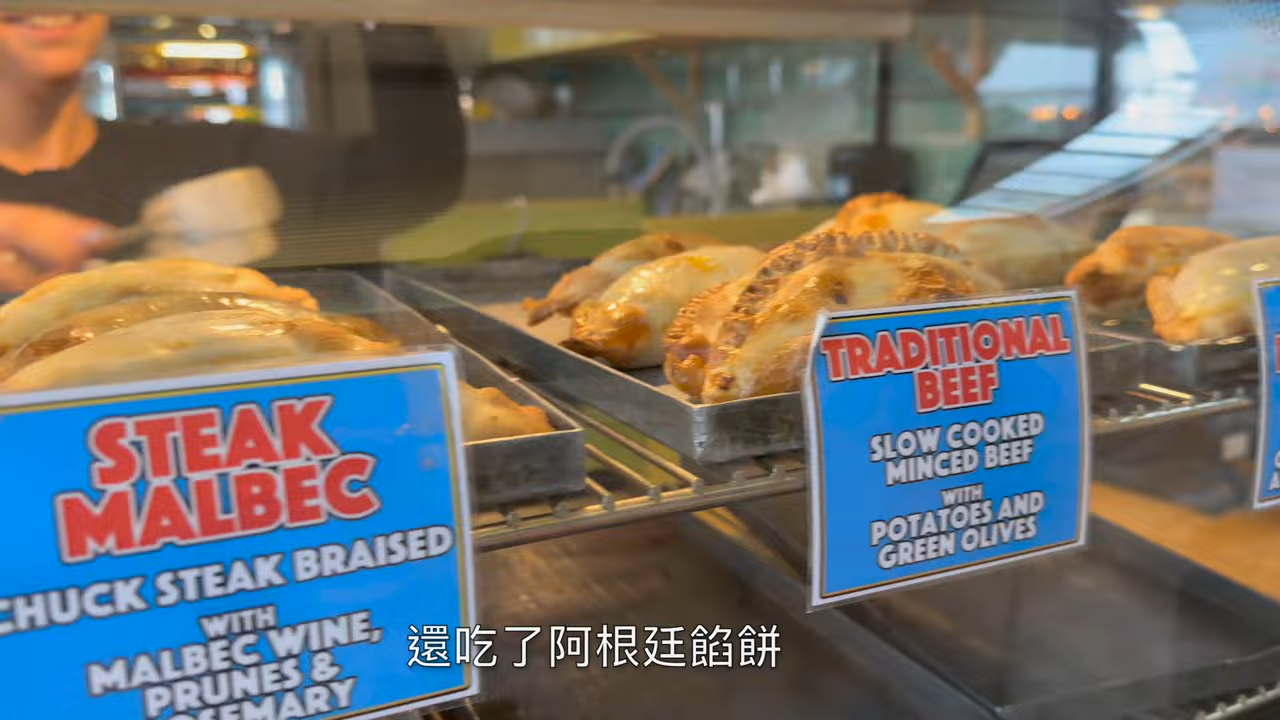 STEAK
MALBEC
CHUCK STEAK BRAISED
WITH
MALBEC WINE,
PRUNES &
ROSEMARY
TRADITIONAL
BEEF
SLOW COOKED
MINCED BEEF
WITH
POTATOES AND
GREEN OLIVES
還吃了阿根廷餡餅